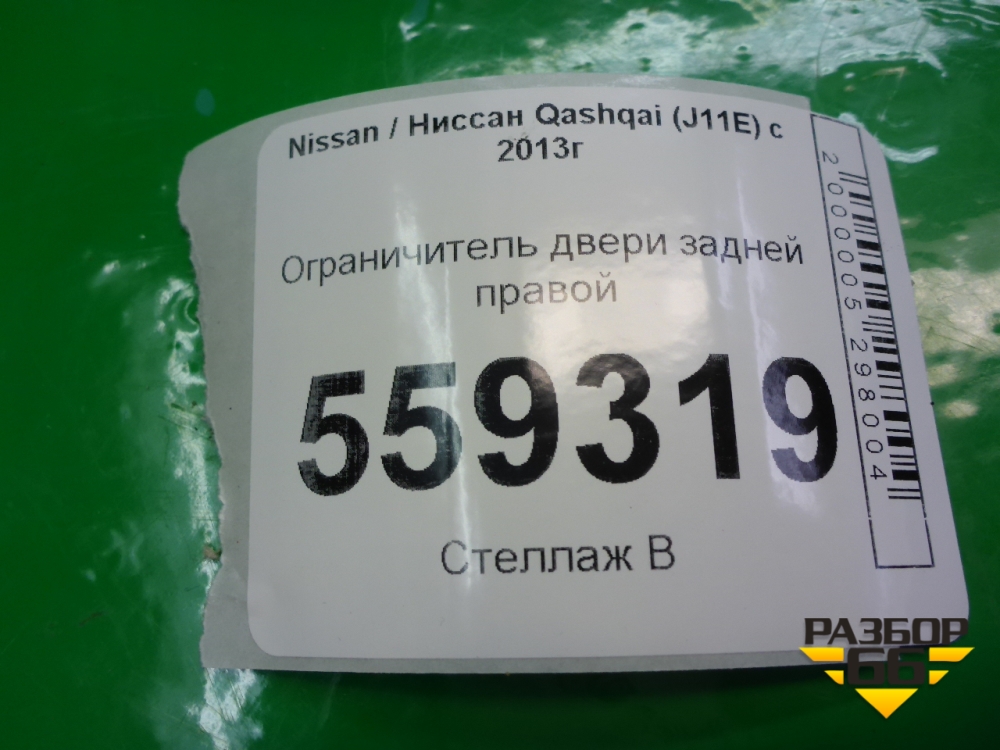 Nissan / Ниссан Qashqai (J11E) с
2013г
Ограничитель двери задней
правой
559319
Стеллаж В
2000005298004
РАЗБОР
66